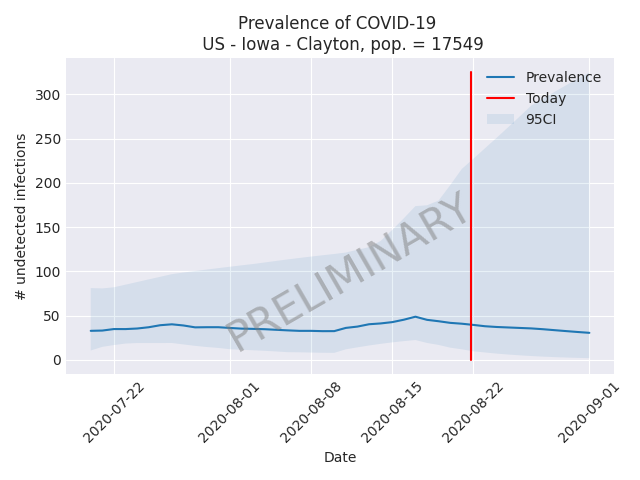 Prevalence of COVID-19
US - Iowa - Clayton, pop. = 17549
Prevalence
Today
95CI
300
250
200
150
100
50
0
# undetected infections
PRELIMINARY
2020-07-22
2020-08-01
2020-08-08
2020-08-15
2020-08-22
2020-09-01
Date